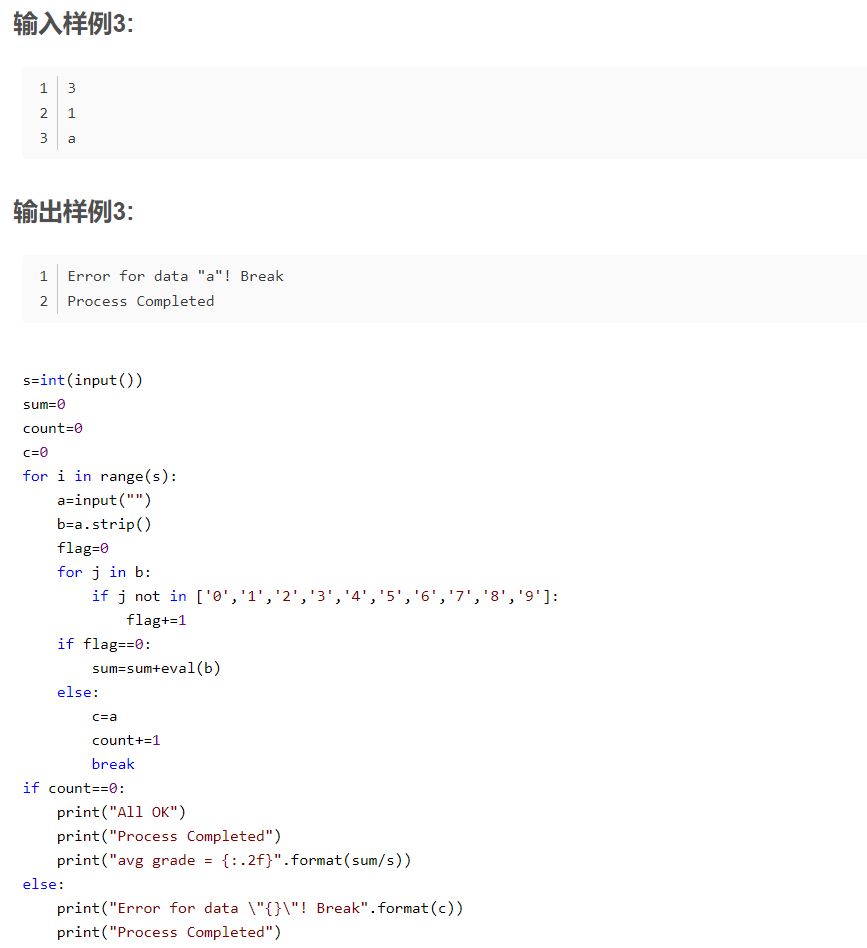 输入样例3:
1 3
2 1
3 a
输出样例3:
1 Error for data "a"! Break
2 Process Completed
s=int(input())
sum=0
count=0
c=0
for i in range(s):
    a=input("")
    b=a.strip()
    flag=0
    for j in b:
        if j not in ['0','1','2','3','4','5','6','7','8','9']:
            flag+=1
    if flag==0:
        sum=sum+eval(b)
    else:
        c=a
        count+=1
        break
if count==0:
    print("All OK")
    print("Process Completed")
    print("avg grade = {:.2f}".format(sum/s))
else:
    print("Error for data \"{}\"! Break".format(c))
    print("Process Completed")